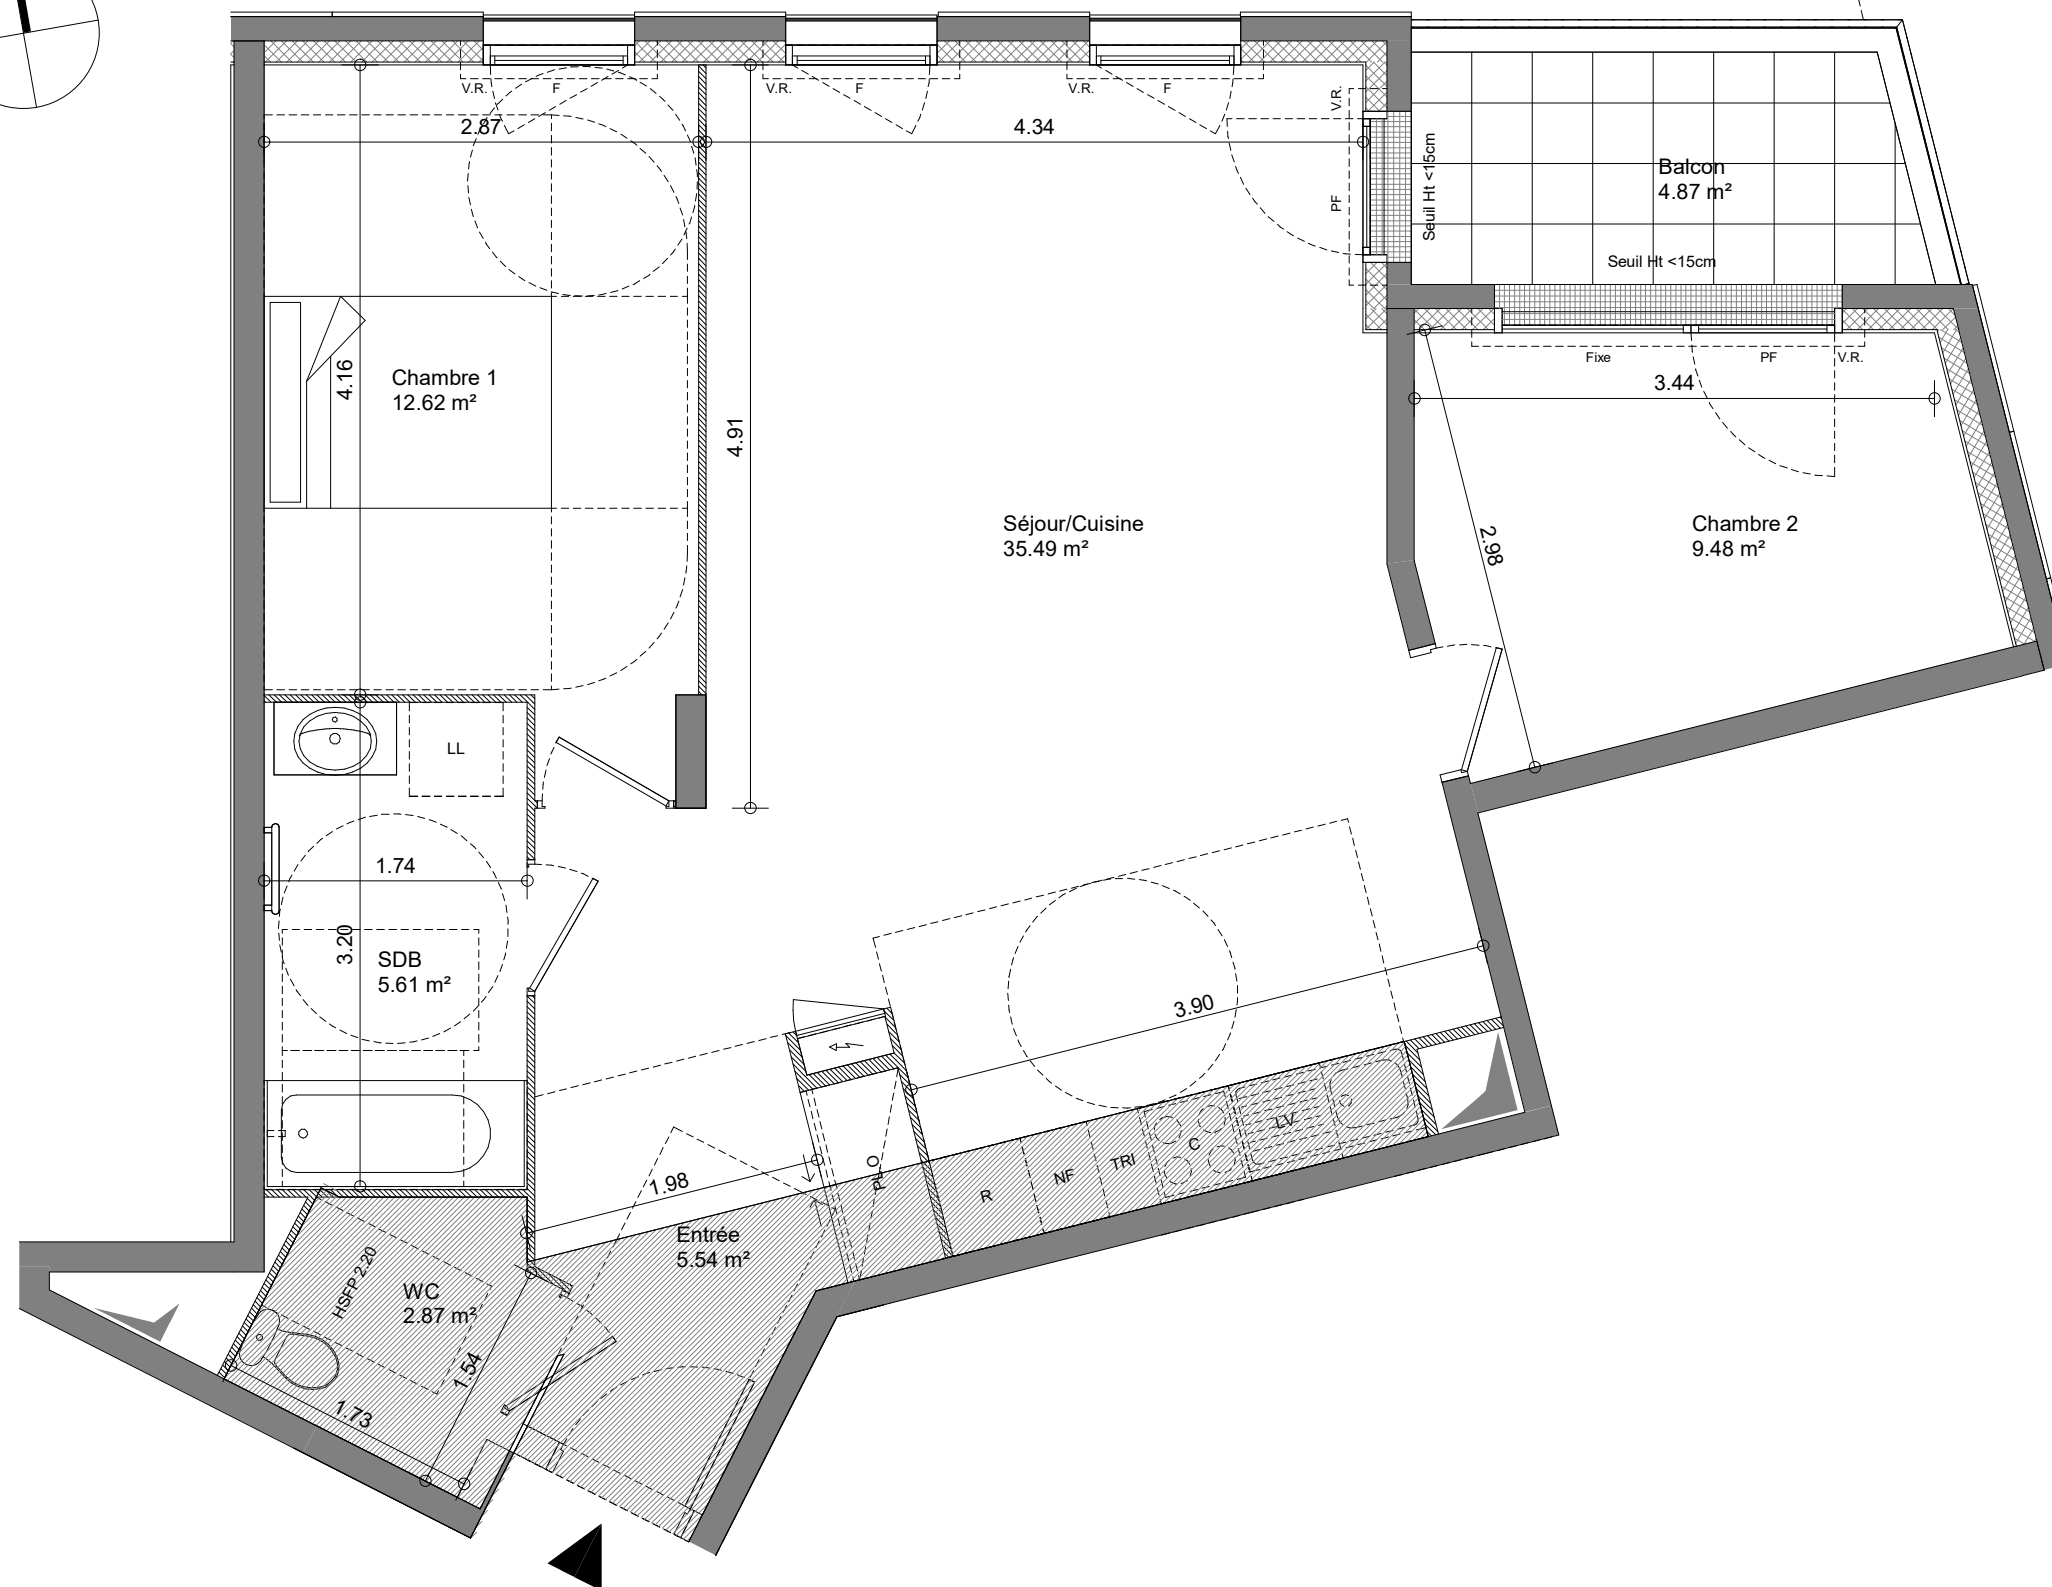 V.R.
F
V.R.
F
V.R.
F
V.R.
2.87
4.34
PF
Seuil Ht <15cm
Balcon
4.87 m²
Seuil Ht <15cm
Fixe
PF
V.R.
3.44
4.16
Chambre 1
12.62 m²
4.91
Séjour/Cuisine
35.49 m²
2.98
Chambre 2
9.48 m²
LL
1.74
3.20
SDB
5.61 m²
3.90
1.98
R
NF
TRI
C
LV
Entrée
5.54 m²
HSFP 2.20
WC
2.87 m²
1.54
1.73